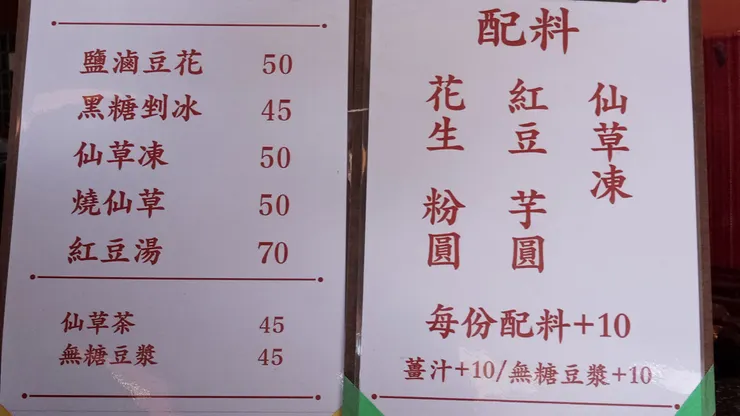 鹽滷豆花 50
黑糖剉冰 45
仙草凍 50
燒仙草 50
紅豆湯 70
仙草茶 45
無糖豆漿 45
配料
仙草凍
紅豆 芋圓
花生 粉圓
每份配料+10
薑汁+10/無糖豆漿+10